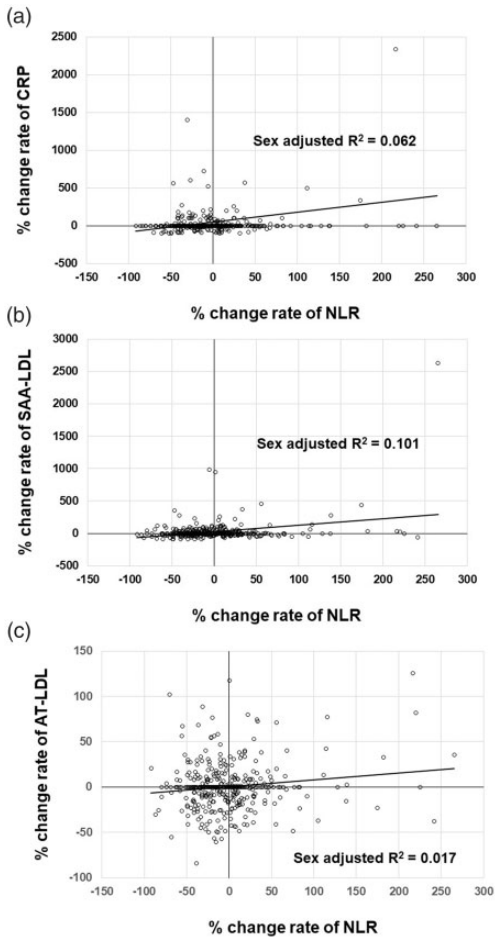 (a)
2500
2000
1500
1000
500
0
-500
% change rate of CRP
Sex adjusted R² = 0.062
-150 -100 -50 0 50 100 150 200 250 300
% change rate of NLR
(b)
3000
2500
2000
1500
1000
500
0
-500
% change rate of SAA-LDL
Sex adjusted R² = 0.101
-150 -100 -50 0 50 100 150 200 250 300
% change rate of NLR
(c)
150
100
50
0
-50
-100
% change rate of AT-LDL
Sex adjusted R² = 0.017
-150 -100 -50 0 50 100 150 200 250 300
% change rate of NLR